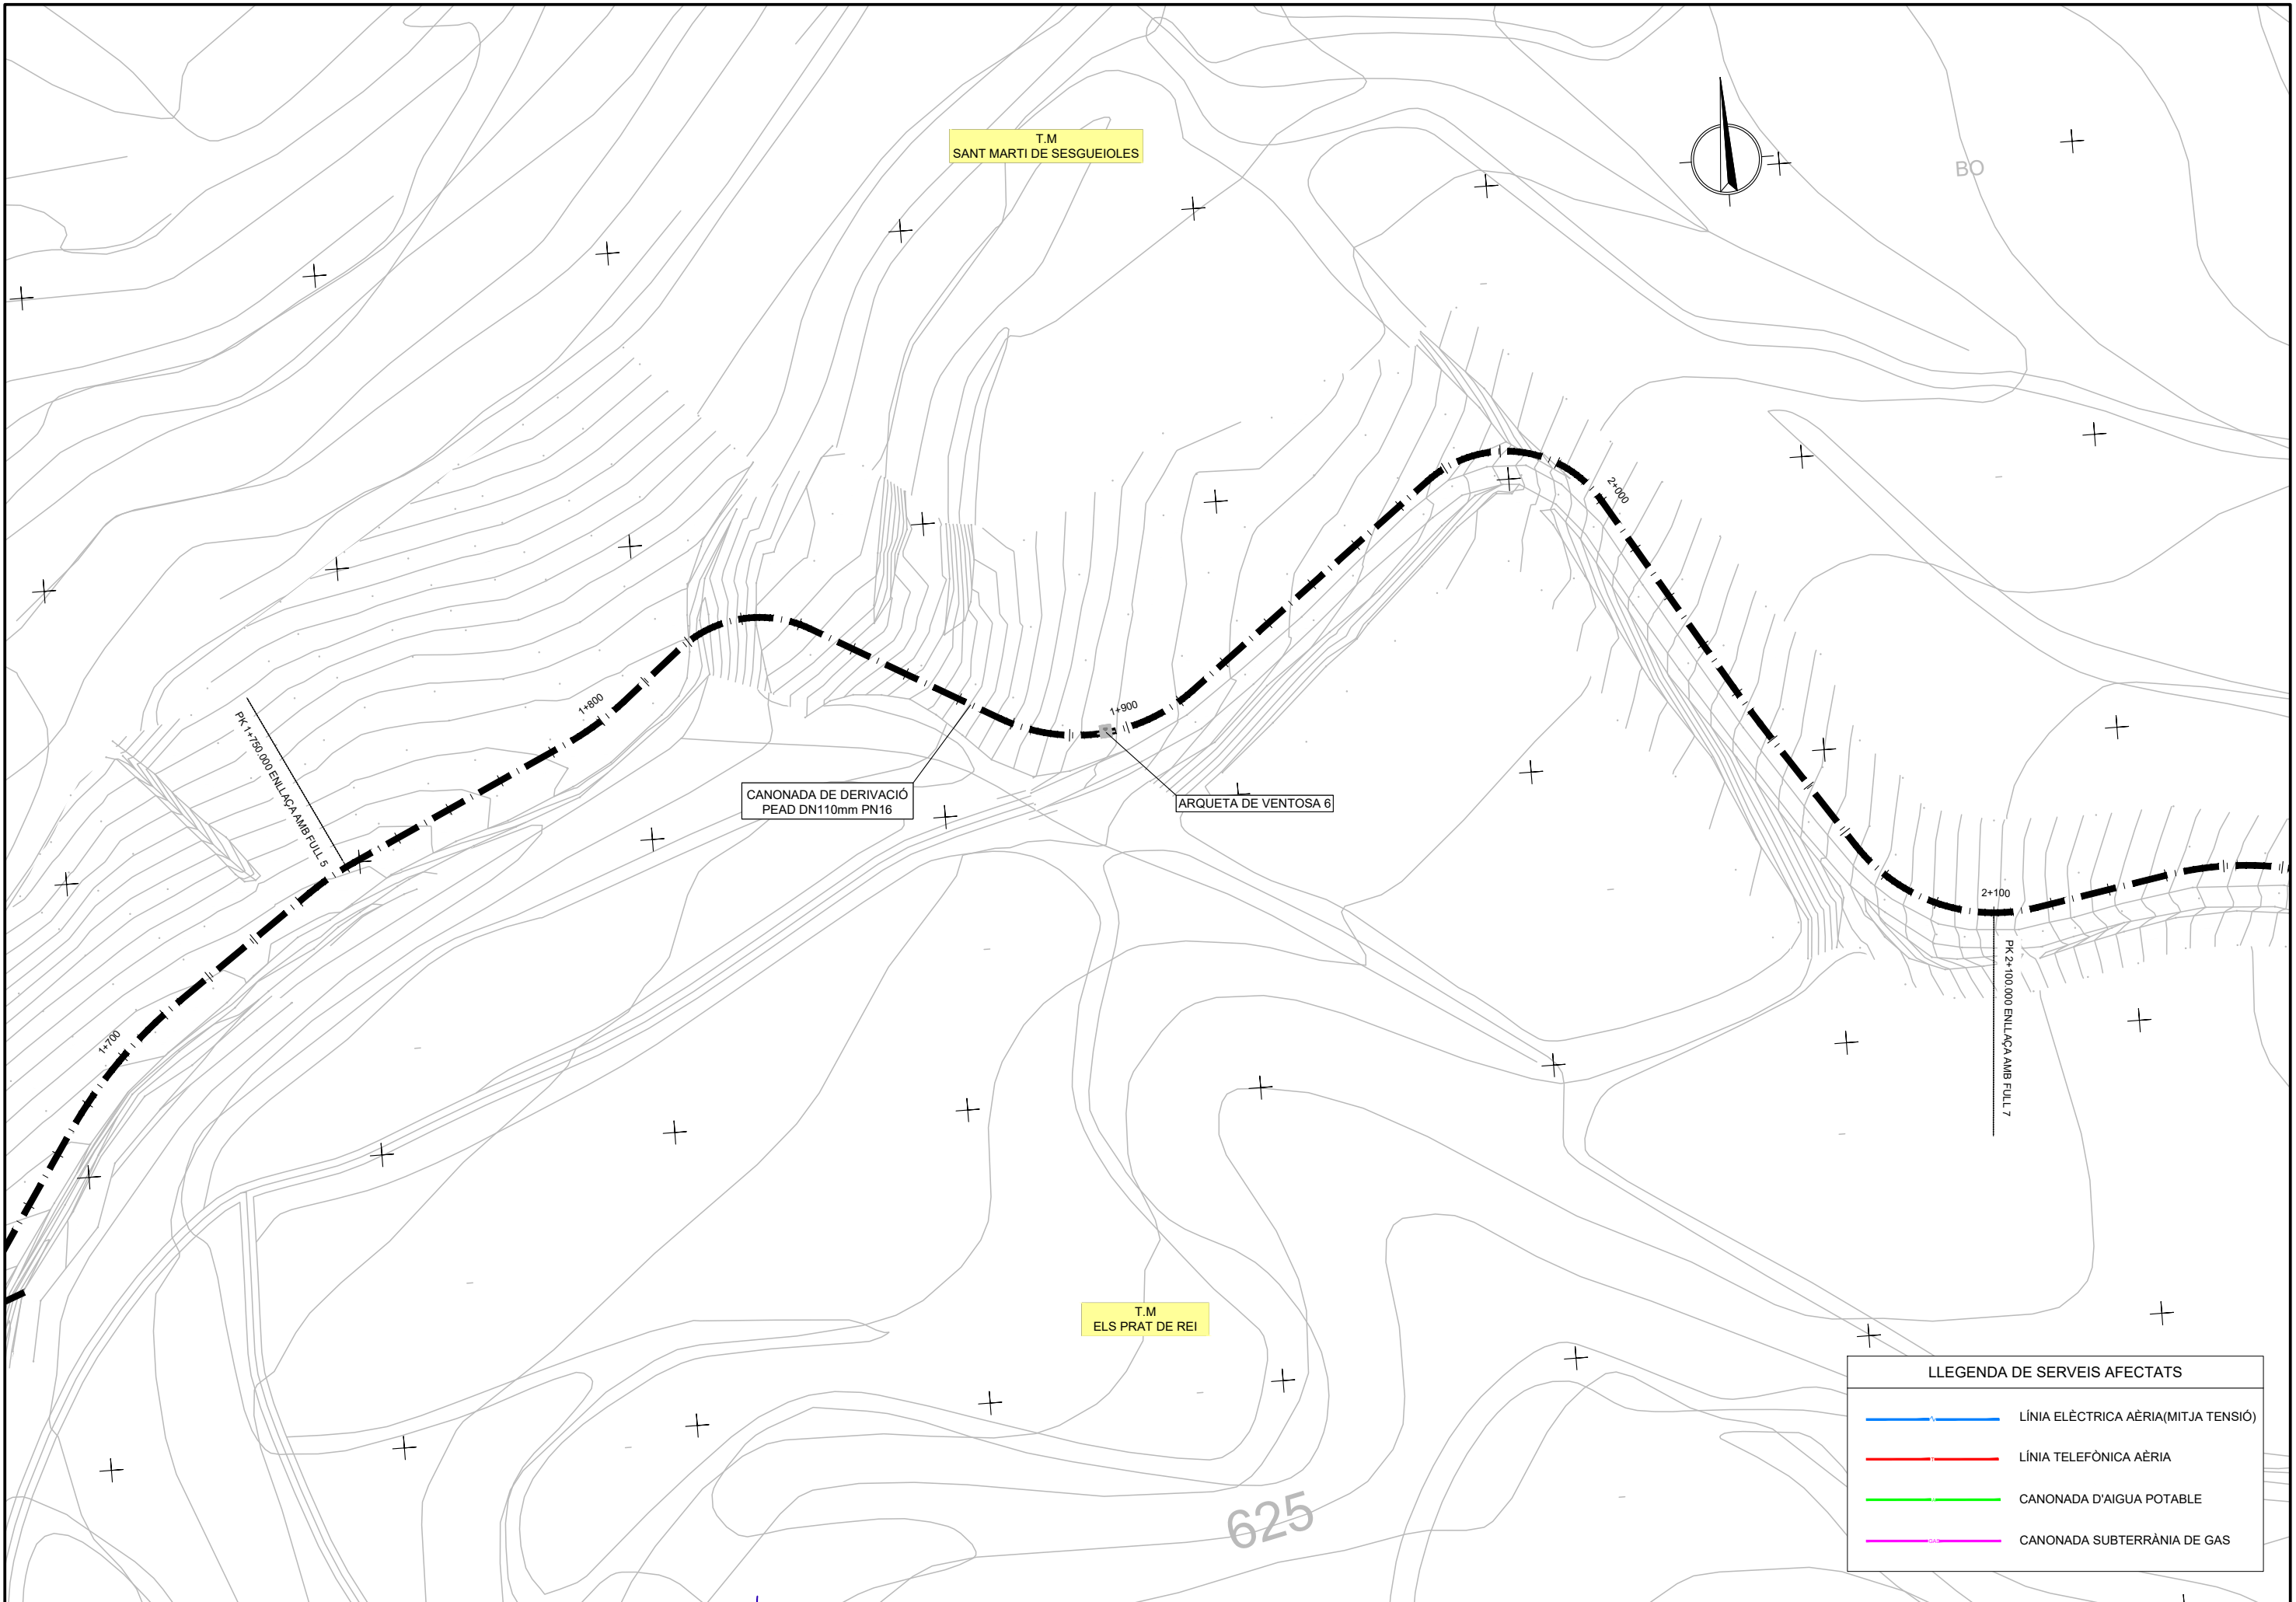 T.M
SANT MARTI DE SESGUEIOLES
BO
2+000
1+800
1+900
PK 1+750.000 ENLLAÇA AMB FULL 5
CANONADA DE DERIVACIÓ
PEAD DN110mm PN16
ARQUETA DE VENTOSA 6
2+100
PK 2+100.000 ENLLAÇA AMB FULL 7
1+700
T.M
ELS PRAT DE REI
625
LLEGENDA DE SERVEIS AFECTATS
LÍNIA ELÈCTRICA AÈRIA(MITJA TENSIÓ)
LÍNIA TELEFÒNICA AÈRIA
CANONADA D'AIGUA POTABLE
GAS
CANONADA SUBTERRÀNIA DE GAS